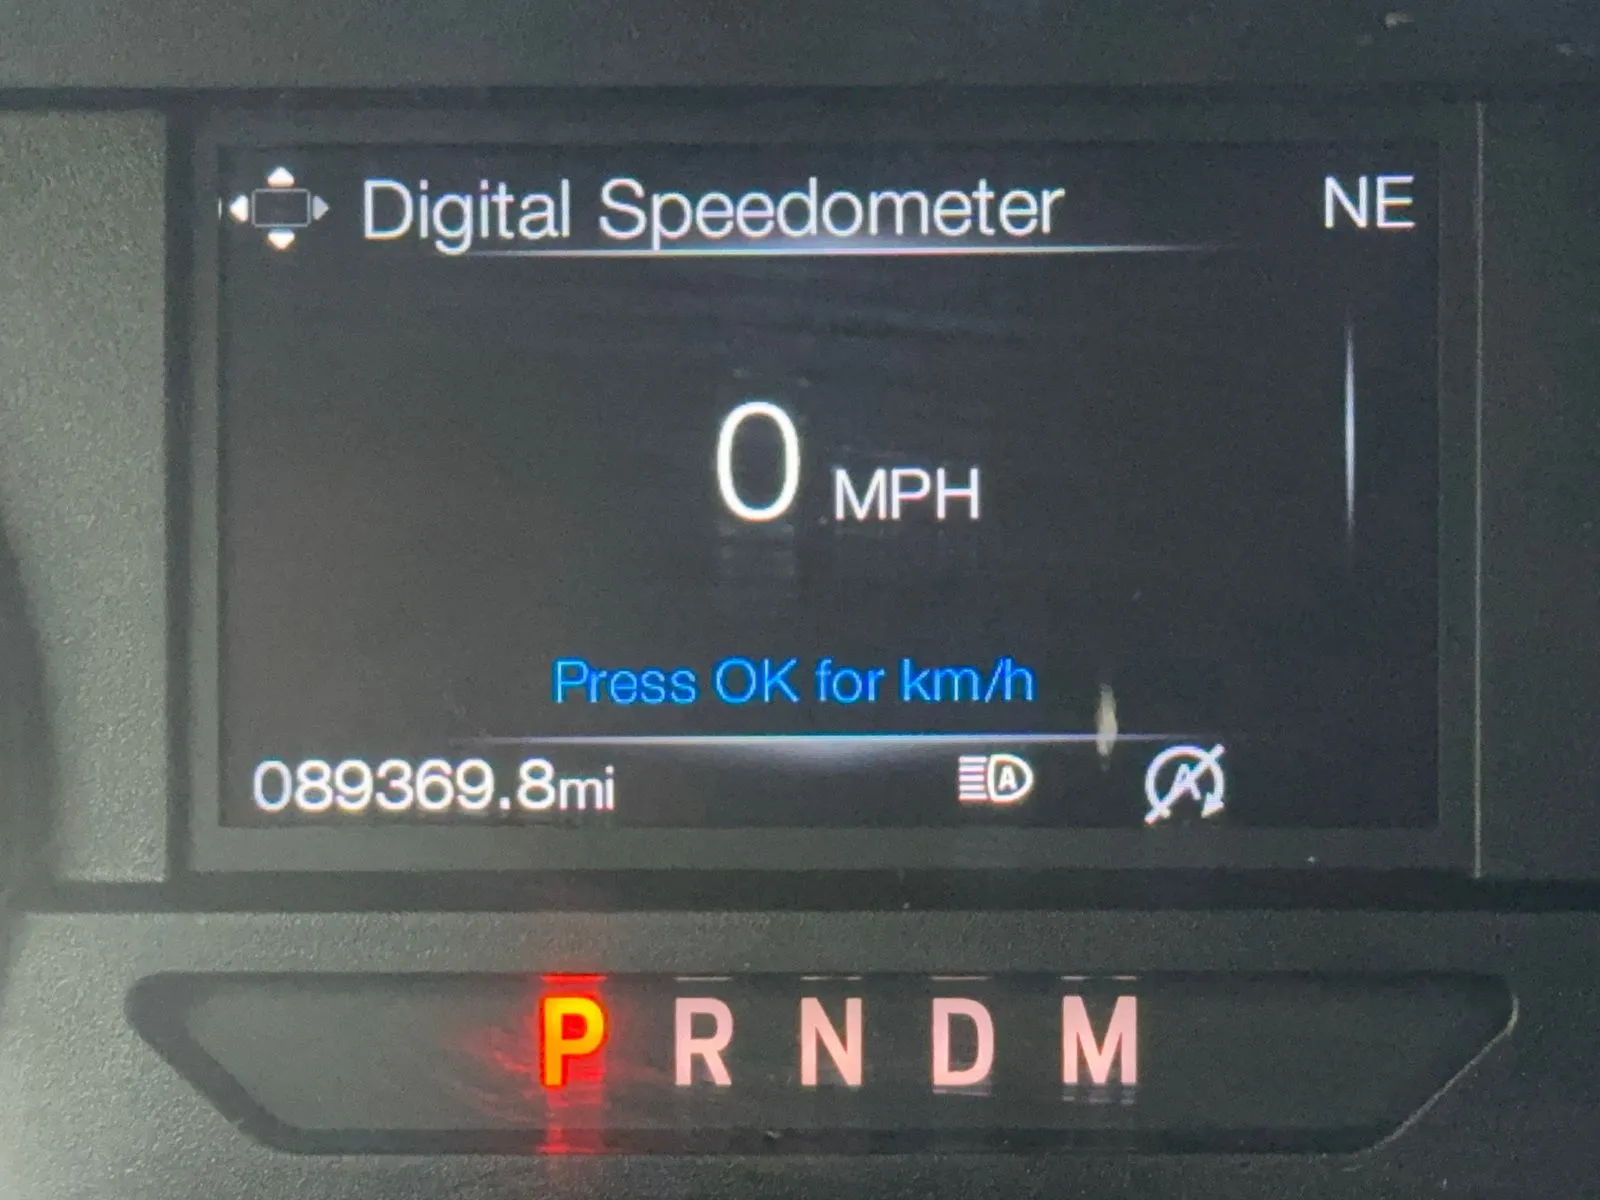 Digital Speedometer NE
0 MPH
Press OK for km/h
089369.8mi A A
P R N D M